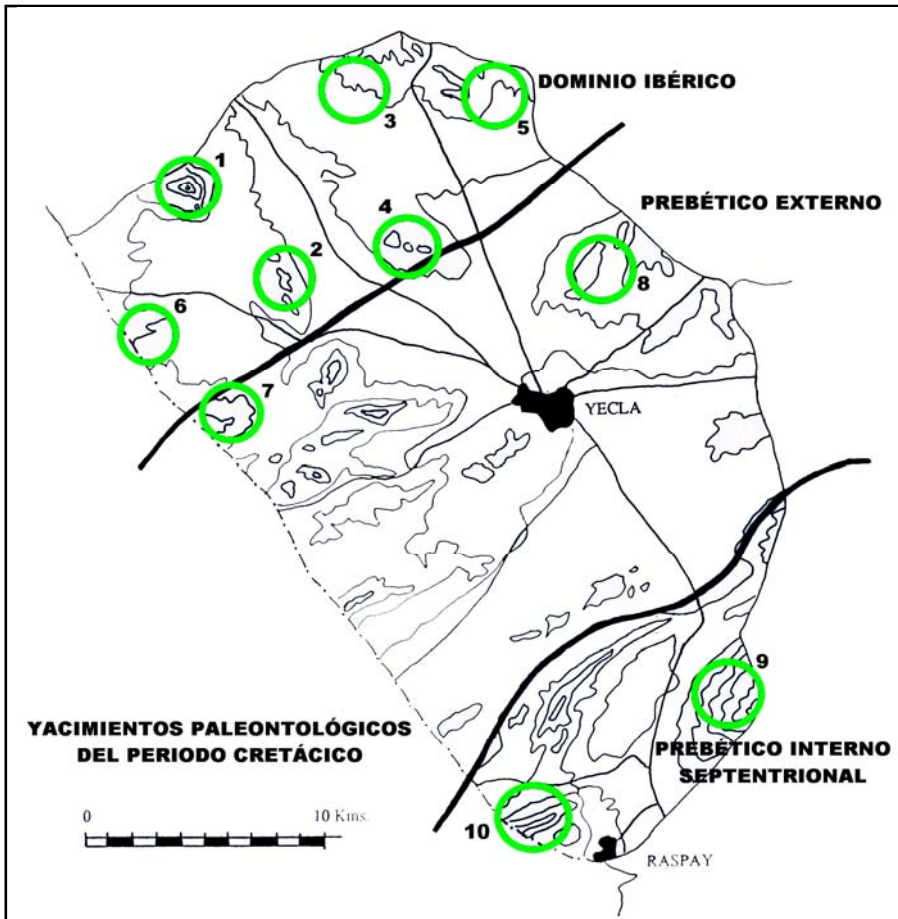 DOMINIO IBÉRICO
3
5
1
PREBÉTICO EXTERNO
4
2
8
6
7
YECLA
9
YACIMIENTOS PALEONTOLÓGICOS
DEL PERIODO CRETÁCICO
PREBÉTICO INTERNO
SEPTENTRIONAL
0 10 Kms.
10
RASPAY